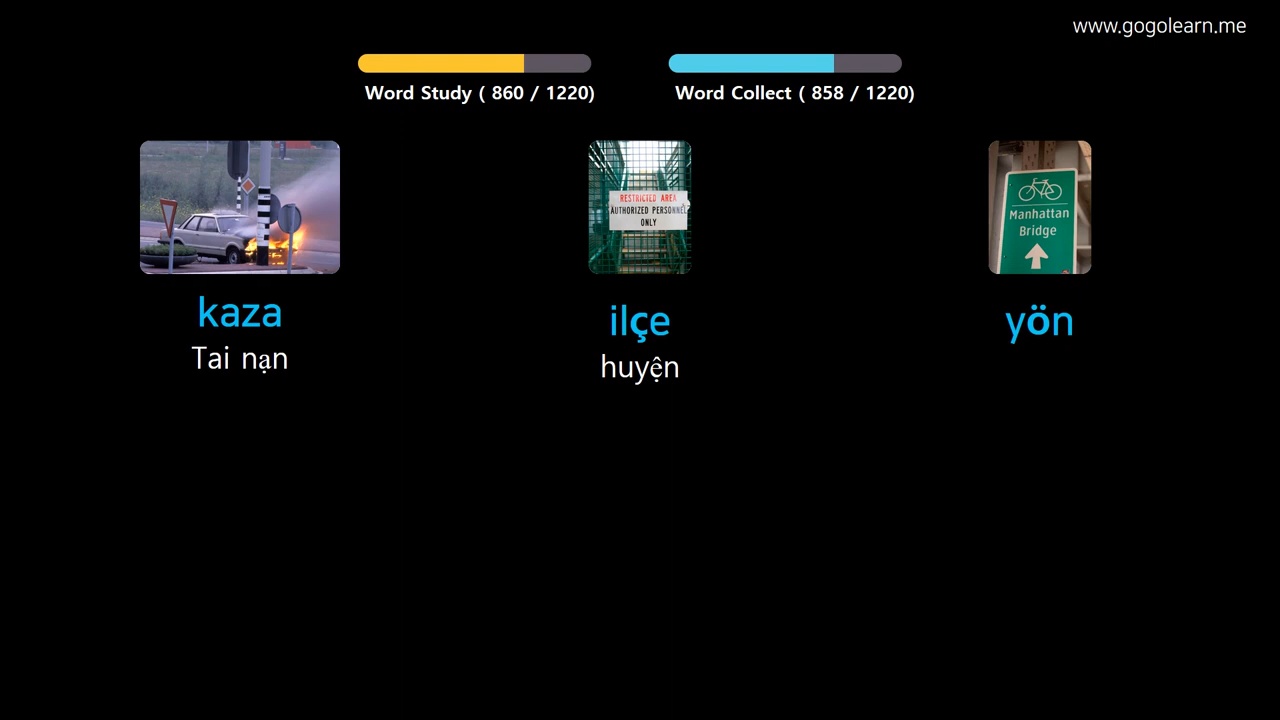 www.gogolearn.me
Word Study ( 860 / 1220)
Word Collect ( 858 / 1220)
RESTRICTED AREA
AUTHORIZED PERSONNEL
ONLY
Manhattan
Bridge
kaza
ilçe
yön
Tai nạn
huyện